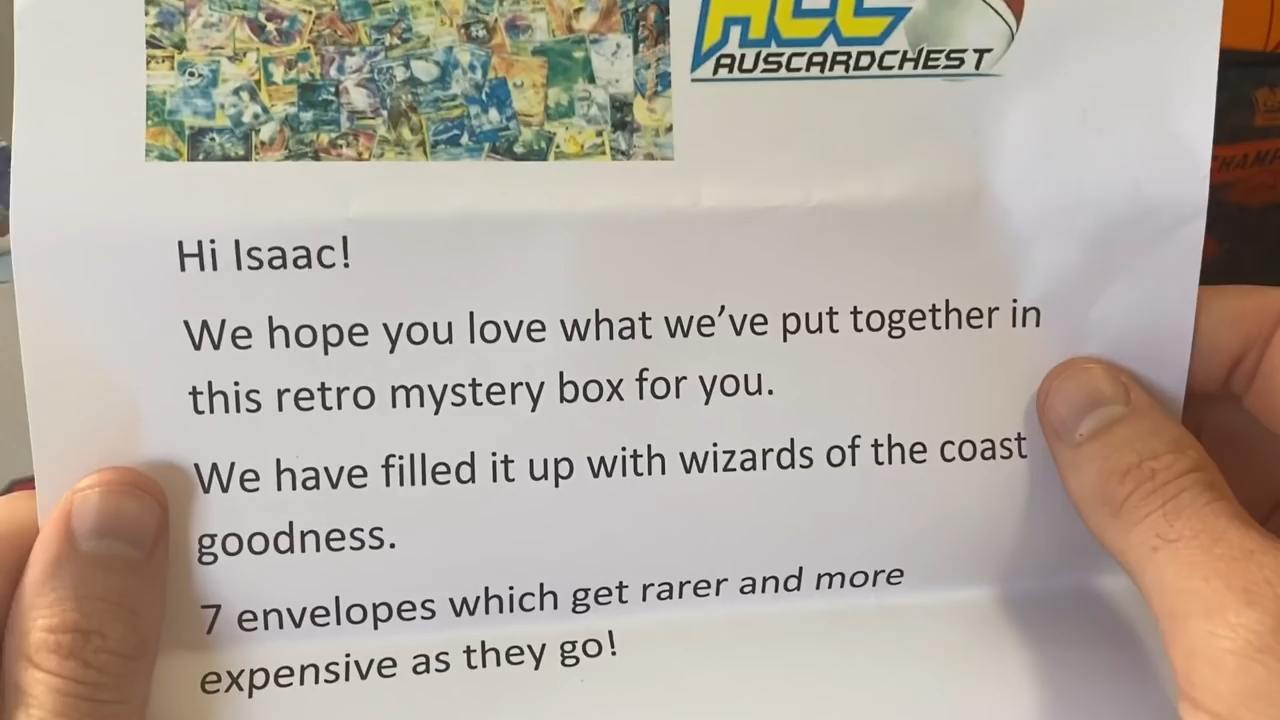 ACC
AUSCARDCHEST
Hi Isaac!
We hope you love what we've put together in
this retro mystery box for you.
We have filled it up with wizards of the coast
goodness.
7 envelopes which get rarer and more
expensive as they go!